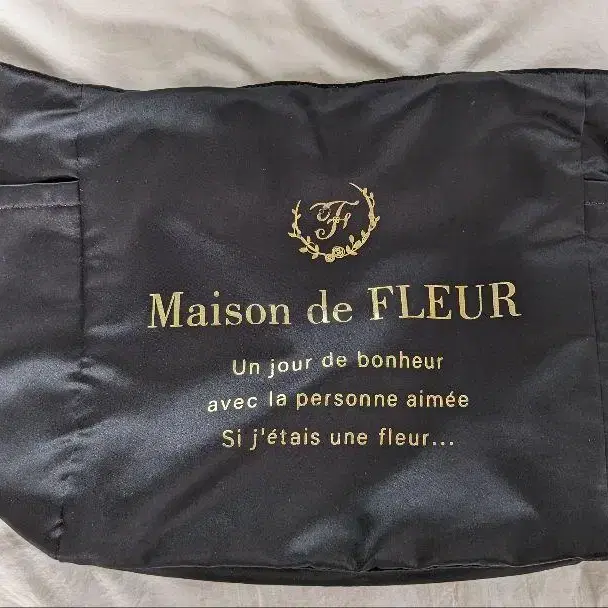 F
Maison de FLEUR
Un jour de bonheur
avec la personne aimée
Si j'étais une fleur...